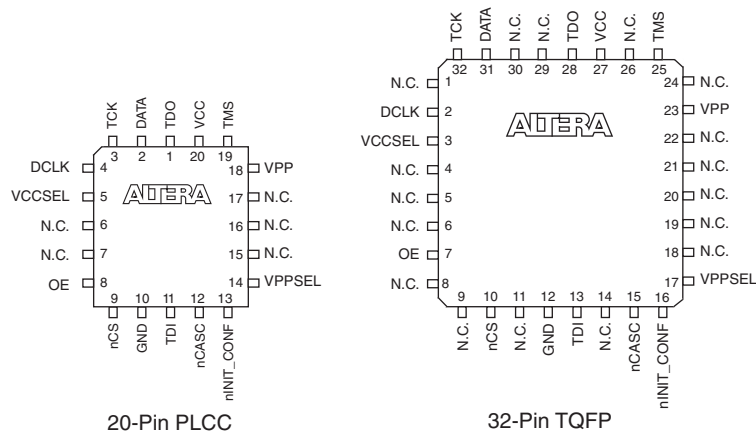 TCK DATA TDO VCC TMS
3 2 1 20 19
DCLK 4 18 VPP
VCCSEL 5 ALTERA 17 N.C.
N.C. 6 16 N.C.
N.C. 7 15 N.C.
OE 8 14 VPPSEL
9 10 11 12 13
nCS GND TDI nCASC nINIT_CONF
20-Pin PLCC
TCK DATA N.C. N.C. TDO VCC N.C. TMS
32 31 30 29 28 27 26 25
N.C. 1 24 N.C.
DCLK 2 23 VPP
VCCSEL 3 ALTERA 22 N.C.
N.C. 4 21 N.C.
N.C. 5 20 N.C.
N.C. 6 19 N.C.
OE 7 18 N.C.
N.C. 8 17 VPPSEL
9 10 11 12 13 14 15 16
N.C. nCS N.C. GND TDI N.C. nCASC nINIT_CONF
32-Pin TQFP